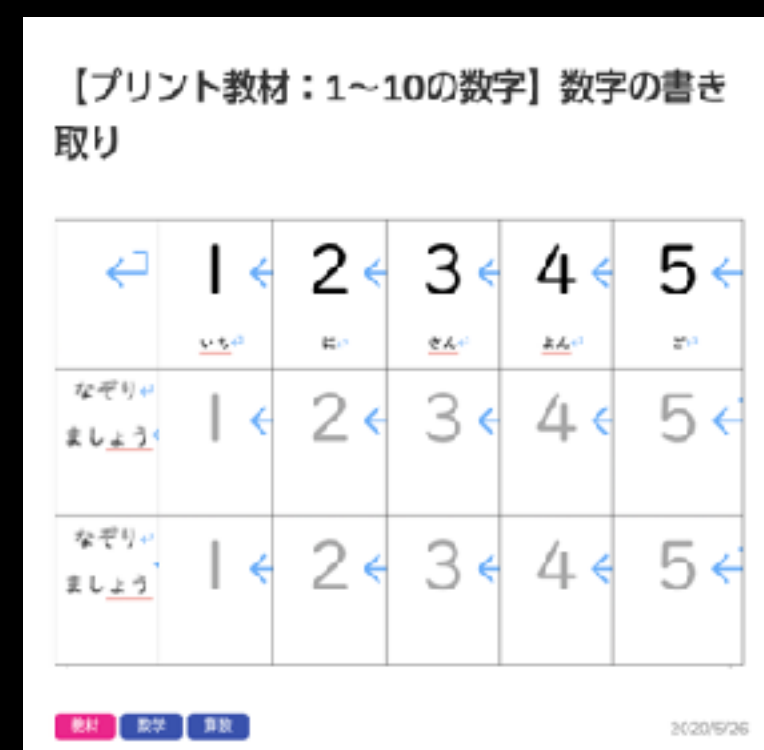 【プリント教材：1～10の数字】数字の書き
取り
1 2 3 4 5
いち に さん よん ご
なぞり
ましょう
1 2 3 4 5
なぞり
ましょう
1 2 3 4 5
教材 数学 算数
2020/5/26